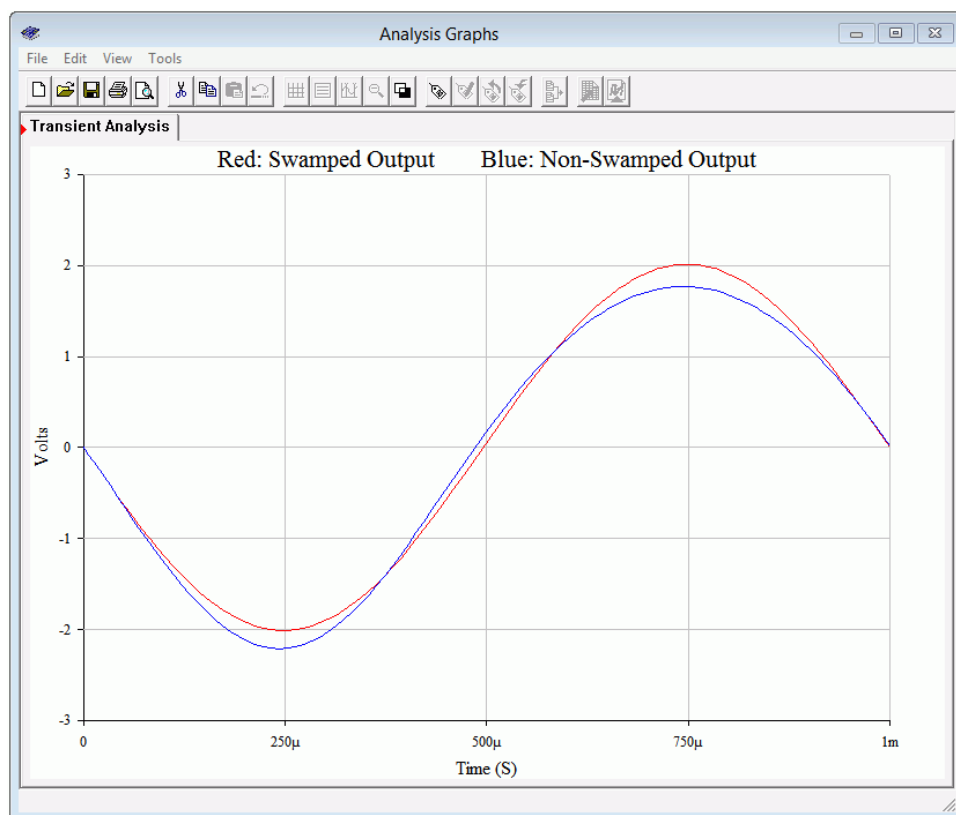 Analysis Graphs
File Edit View Tools
Transient Analysis
Red: Swamped Output Blue: Non-Swamped Output
3
2
1
0
-1
-2
-3
Volts
0 250μ 500μ 750μ 1m
Time (S)